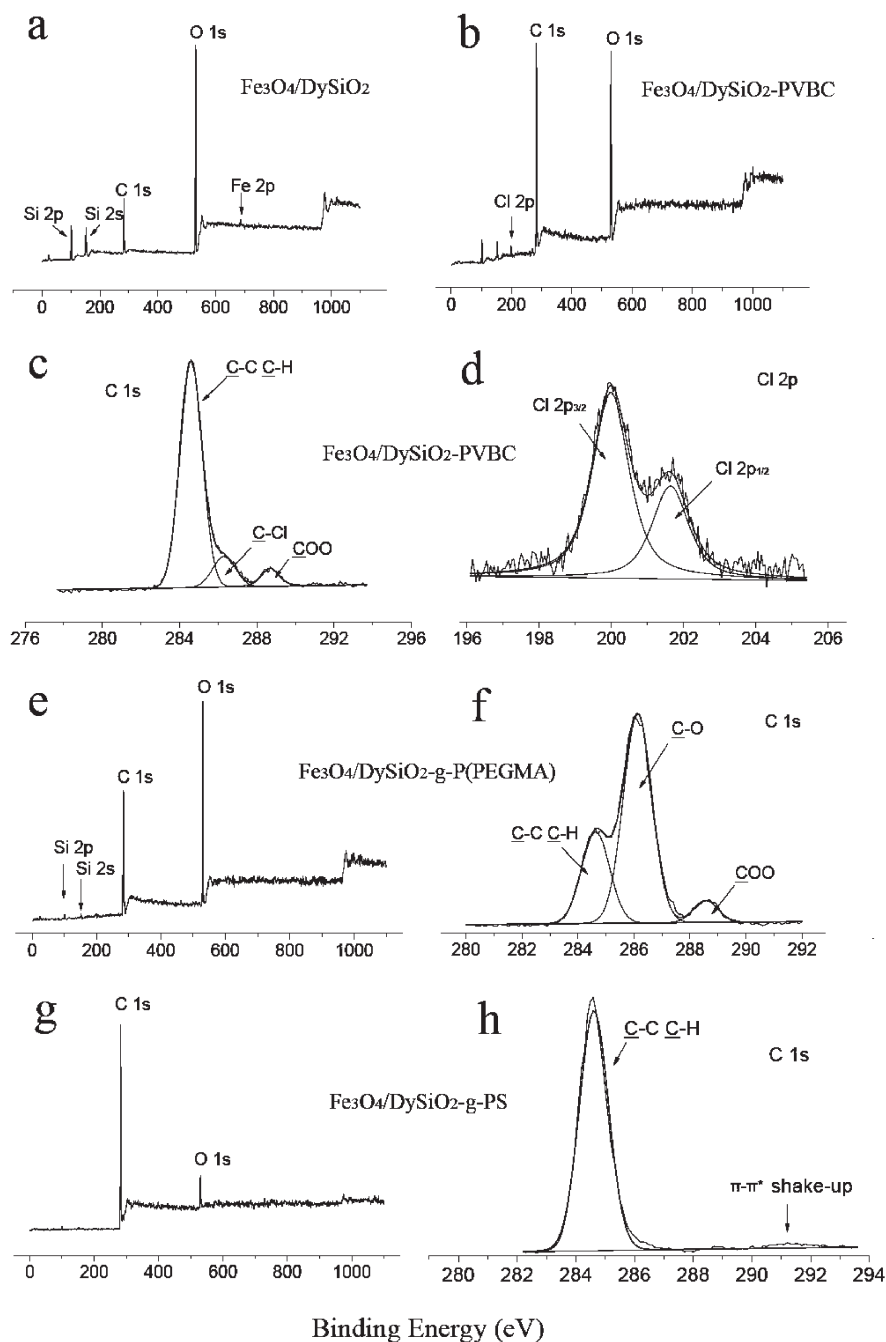 a
O 1s
Fe₃O₄/DySiO₂
Si 2p
Si 2s
C 1s
Fe 2p
0 200 400 600 800 1000
b
C 1s
O 1s
Fe₃O₄/DySiO₂-PVBC
Cl 2p
0 200 400 600 800 1000
c
C 1s
C-C C-H
Fe₃O₄/DySiO₂-PVBC
C-Cl
COO
276 280 284 288 292 296
d
Cl 2p
Cl 2p₃/₂
Cl 2p₁/₂
196 198 200 202 204 206
e
O 1s
C 1s
Fe₃O₄/DySiO₂-g-P(PEGMA)
Si 2p
Si 2s
0 200 400 600 800 1000
f
C 1s
C-O
C-C C-H
COO
280 282 284 286 288 290 292
g
C 1s
Fe₃O₄/DySiO₂-g-PS
O 1s
0 200 400 600 800 1000
h
C-C C-H
C 1s
π-π* shake-up
280 282 284 286 288 290 292 294
Binding Energy (eV)